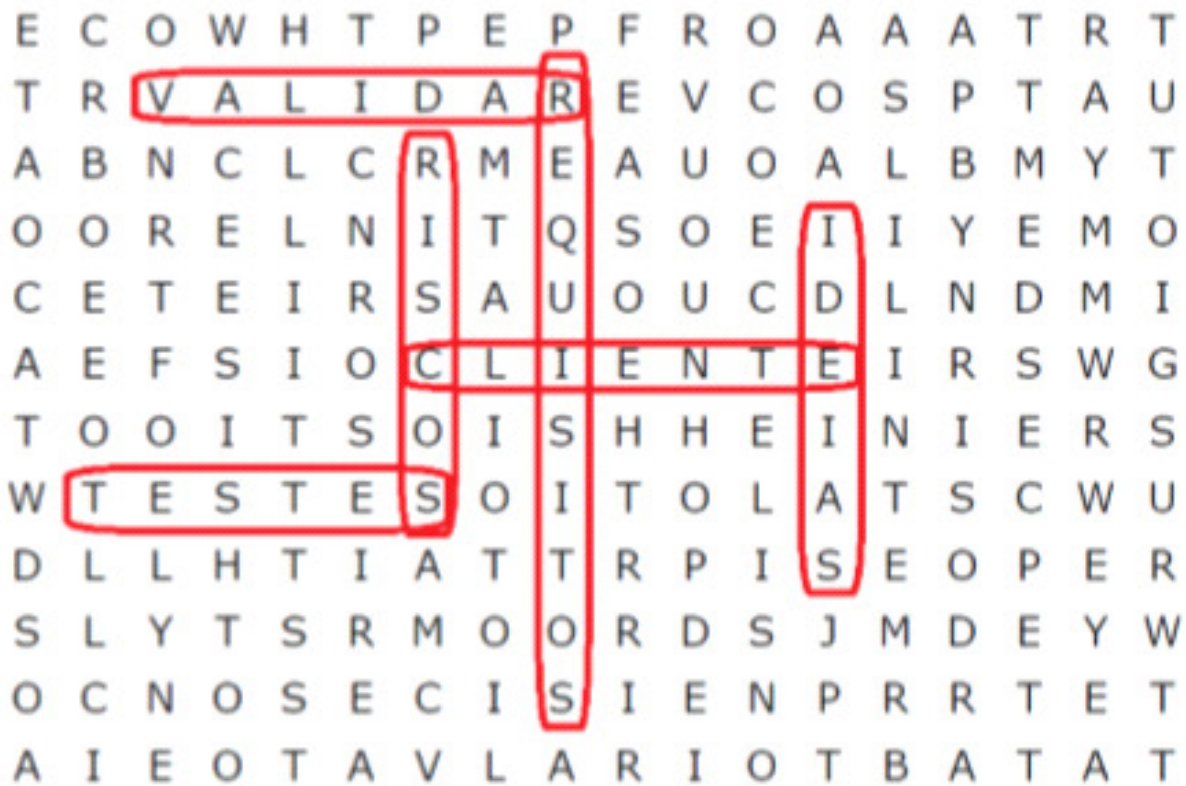 E C O W H T P E P F R O A A A T R T
T R V A L I D A R E V C O S P T A U
A B N C L C R M E A U O A L B M Y T
O O R E L N I T Q S O E I I Y E M O
C E T E I R S A U O U C D L N D M I
A E F S I O C L I E N T E I R S W G
T O O I T S O I S H H E I N I E R S
W T E S T E S O I T O L A T S C W U
D L L H T I A T T R P I S E O P E R
S L Y T S R M O O R D S J M D E Y W
O C N O S E C I S I E N P R R T E T
A I E O T A V L A R I O T B A T A T